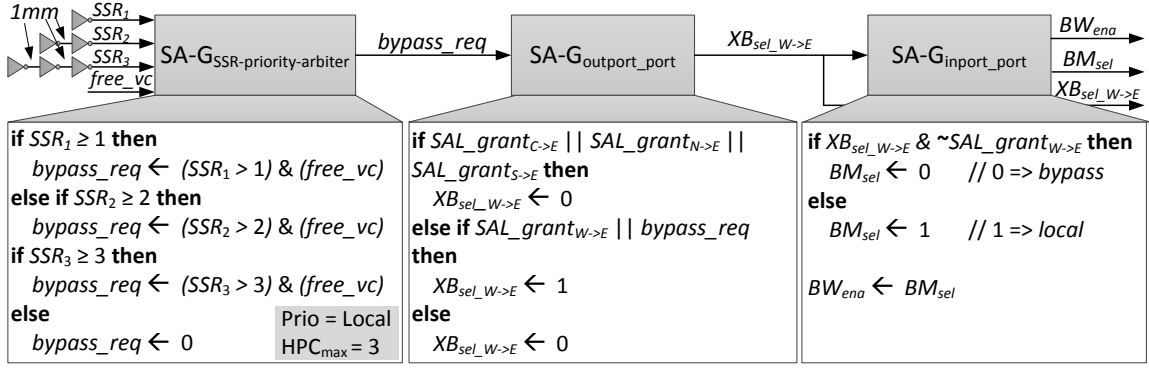 1mm
SSR1
SSR2
SSR3
free_vc
SA-GSSR-priority-arbiter
bypass_req
SA-Goutport_port
XBsel_W->E
SA-Ginport_port
BWena
BMsel
XBsel_W->E
if SSR1 ≥ 1 then
bypass_req ← (SSR1 > 1) & (free_vc)
else if SSR2 ≥ 2 then
bypass_req ← (SSR2 > 2) & (free_vc)
if SSR3 ≥ 3 then
bypass_req ← (SSR3 > 3) & (free_vc)
else
bypass_req ← 0
Prio = Local
HPCmax = 3
if SAL_grantC->E || SAL_grantN->E ||
SAL_grantS->E then
XBsel_W->E ← 0
else if SAL_grantW->E || bypass_req
then
XBsel_W->E ← 1
else
XBsel_W->E ← 0
if XBsel_W->E & ~SAL_grantW->E then
BMsel ← 0 // 0 => bypass
else
BMsel ← 1 // 1 => local
BWena ← BMsel